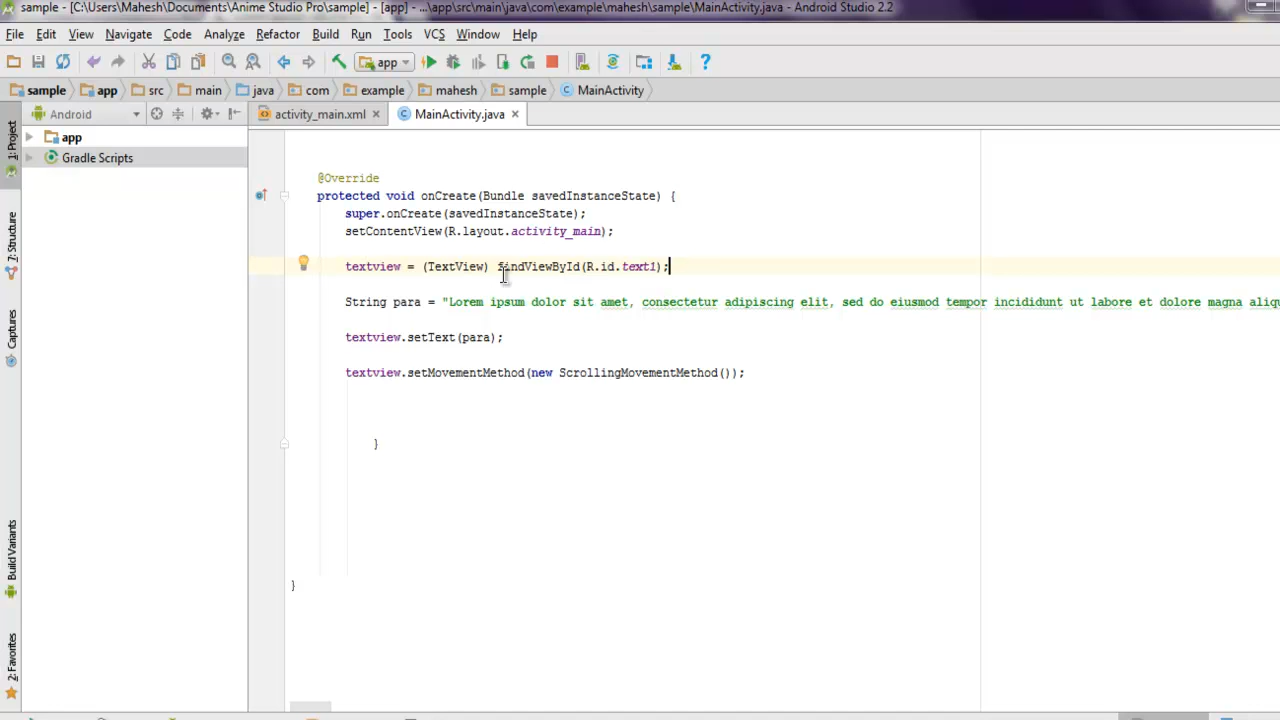 sample - [C:\Users\Mahesh\Documents\Anime Studio Pro\sample] - [app] - ...\app\src\main\java\com\example\mahesh\sample\MainActivity.java - Android Studio 2.2
File Edit View Navigate Code Analyze Refactor Build Run Tools VCS Window Help
app
sample app src main java com example mahesh sample MainActivity
Android activity_main.xml MainActivity.java
1: Project
7: Structure
Captures
Build Variants
2: Favorites
app
Gradle Scripts
@Override
protected void onCreate(Bundle savedInstanceState) {
super.onCreate(savedInstanceState);
setContentView(R.layout.activity_main);
textview = (TextView) findViewById(R.id.text1);
String para = "Lorem ipsum dolor sit amet, consectetur adipiscing elit, sed do eiusmod tempor incididunt ut labore et dolore magna aliqu
textview.setText(para);
textview.setMovementMethod(new ScrollingMovementMethod());
}
}